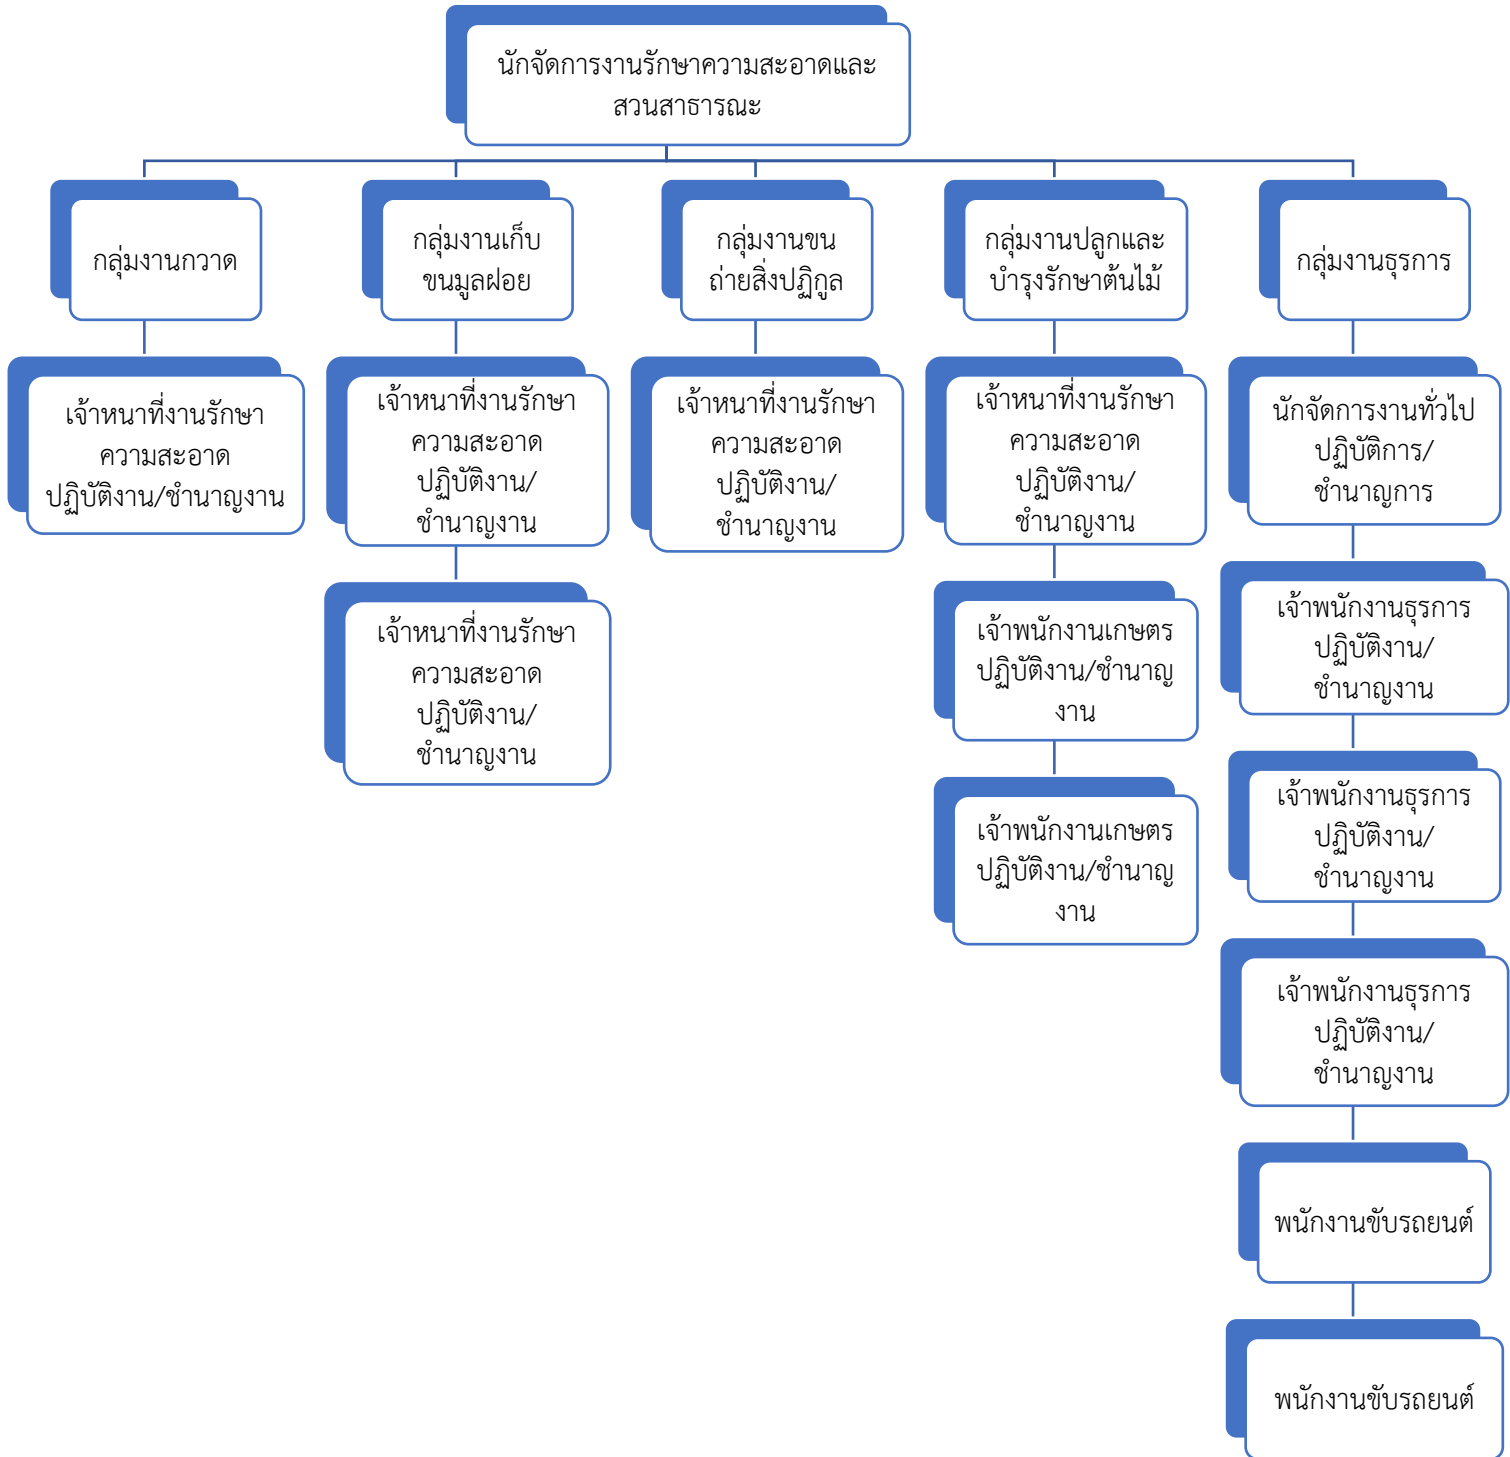 นักจัดการงานรักษาความสะอาดและ
สวนสาธารณะ
กลุ่มงานกวาด
กลุ่มงานเก็บ
ขนมูลฝอย
กลุ่มงานขน
ถ่ายสิ่งปฏิกูล
กลุ่มงานปลูกและ
บำรุงรักษาต้นไม้
กลุ่มงานธุรการ
เจ้าหนาที่งานรักษา
ความสะอาด
ปฏิบัติงาน/ชำนาญงาน
เจ้าหนาที่งานรักษา
ความสะอาด
ปฏิบัติงาน/
ชำนาญงาน
เจ้าหนาที่งานรักษา
ความสะอาด
ปฏิบัติงาน/
ชำนาญงาน
เจ้าหนาที่งานรักษา
ความสะอาด
ปฏิบัติงาน/
ชำนาญงาน
เจ้าหนาที่งานรักษา
ความสะอาด
ปฏิบัติงาน/
ชำนาญงาน
เจ้าพนักงานเกษตร
ปฏิบัติงาน/ชำนาญ
งาน
เจ้าพนักงานเกษตร
ปฏิบัติงาน/ชำนาญ
งาน
นักจัดการงานทั่วไป
ปฏิบัติการ/
ชำนาญการ
เจ้าพนักงานธุรการ
ปฏิบัติงาน/
ชำนาญงาน
เจ้าพนักงานธุรการ
ปฏิบัติงาน/
ชำนาญงาน
เจ้าพนักงานธุรการ
ปฏิบัติงาน/
ชำนาญงาน
พนักงานขับรถยนต์
พนักงานขับรถยนต์